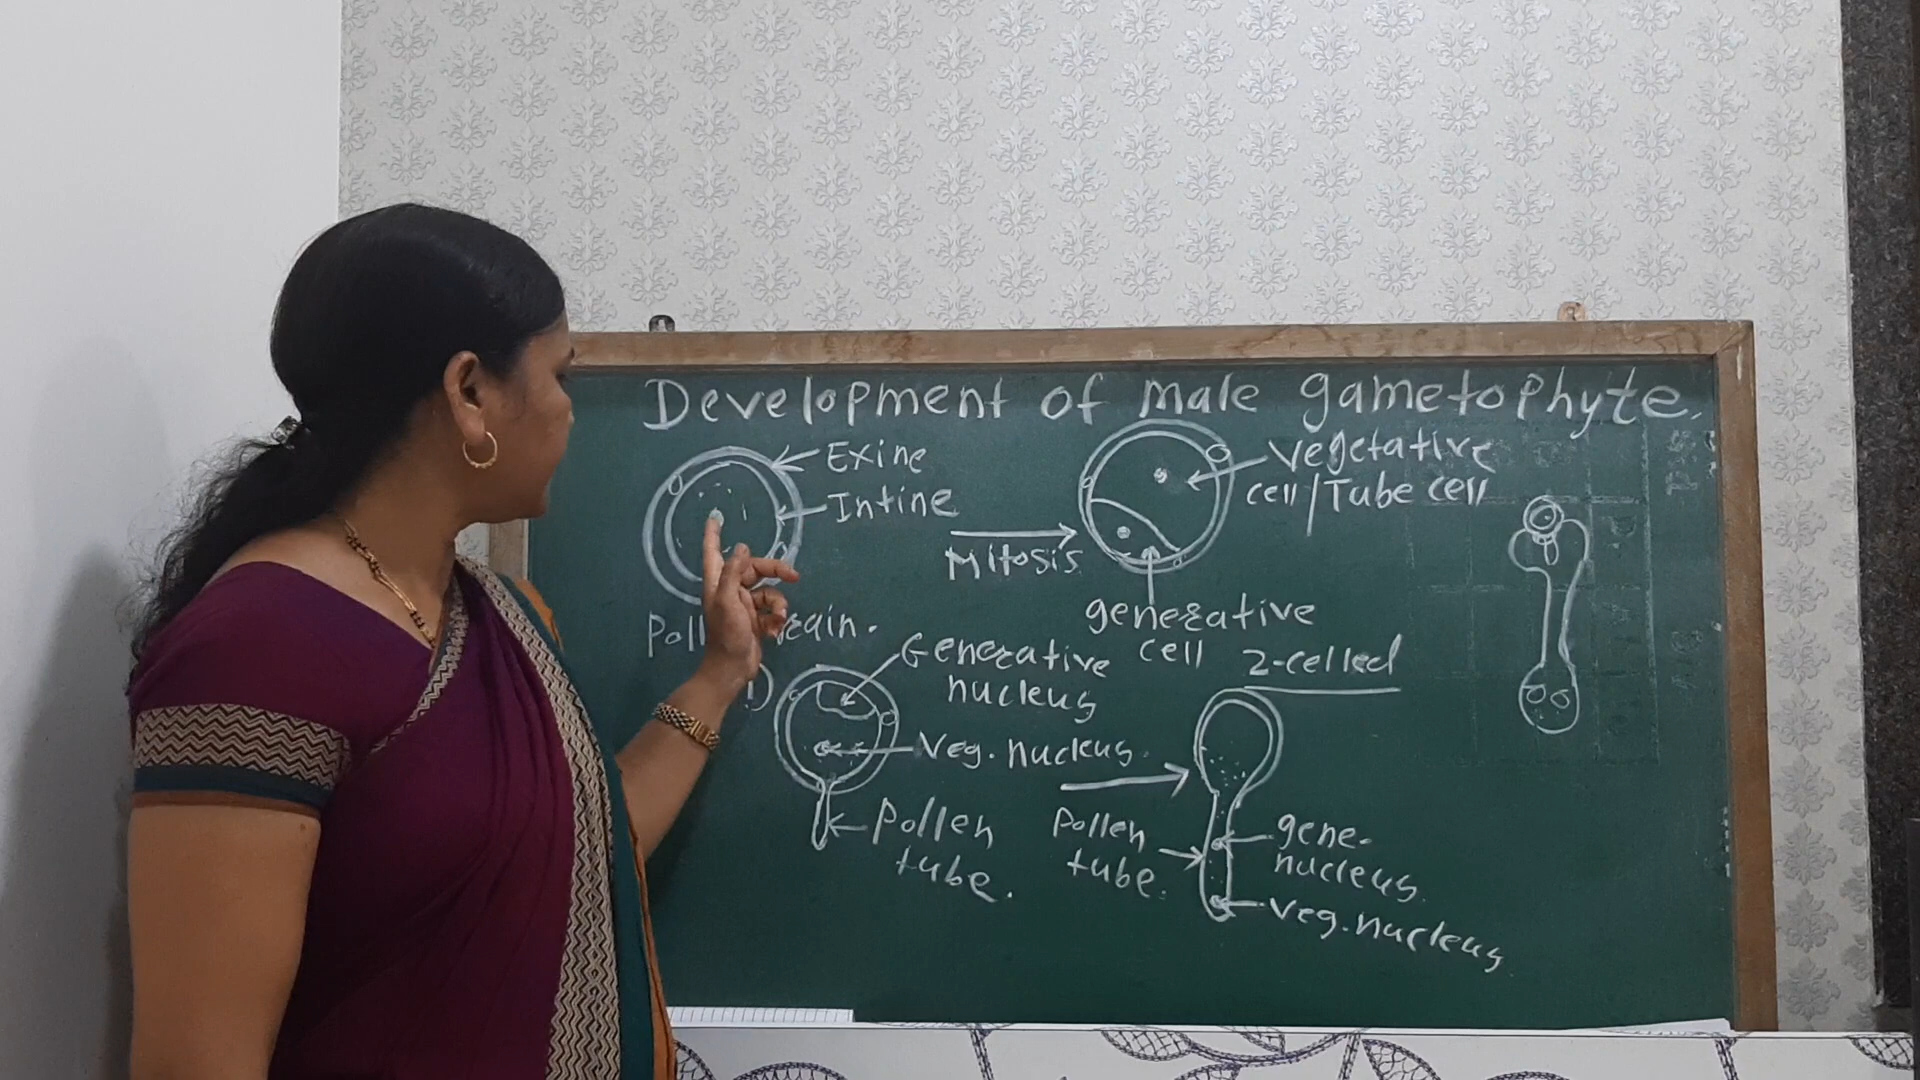 Development of male gametophyte.
Exine
Intine
Mitosis
Vegetative
cell/Tube cell
generative
cell
2-celled
Generative
nucleus
Veg. nucleus.
Pollen
tube.
Pollen
tube.
gene.
nucleus.
Veg. nucleus